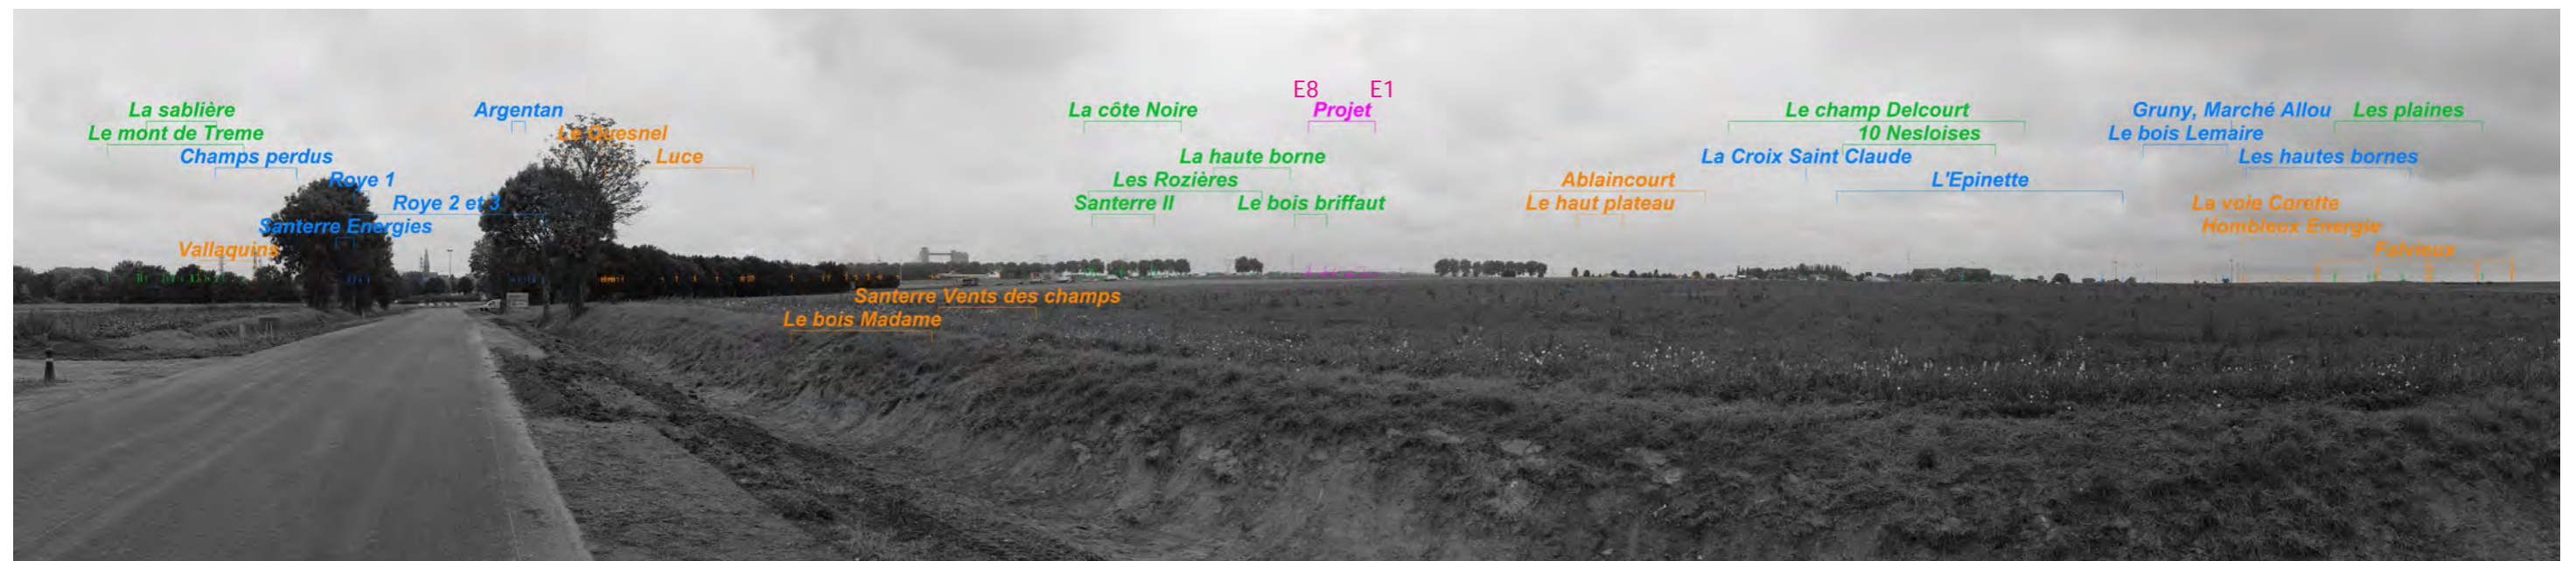 E8 E1
La sablière Argentan La côte Noire Projet Le champ Delcourt Gruny, Marché Allou Les plaines
Le mont de Treme Le Quesnel 10 Nesloises Le bois Lemaire
Champs perdus Luce La haute borne La Croix Saint Claude Les hautes bornes
Roye 1 Les Rozières Ablaincourt L'Epinette
Roye 2 et 3 Santerre II Le bois briffaut Le haut plateau La voie Corette
Santerre Energies Hombleux Energie
Vallaquins Falvieux
Santerre Vents des champs
Le bois Madame